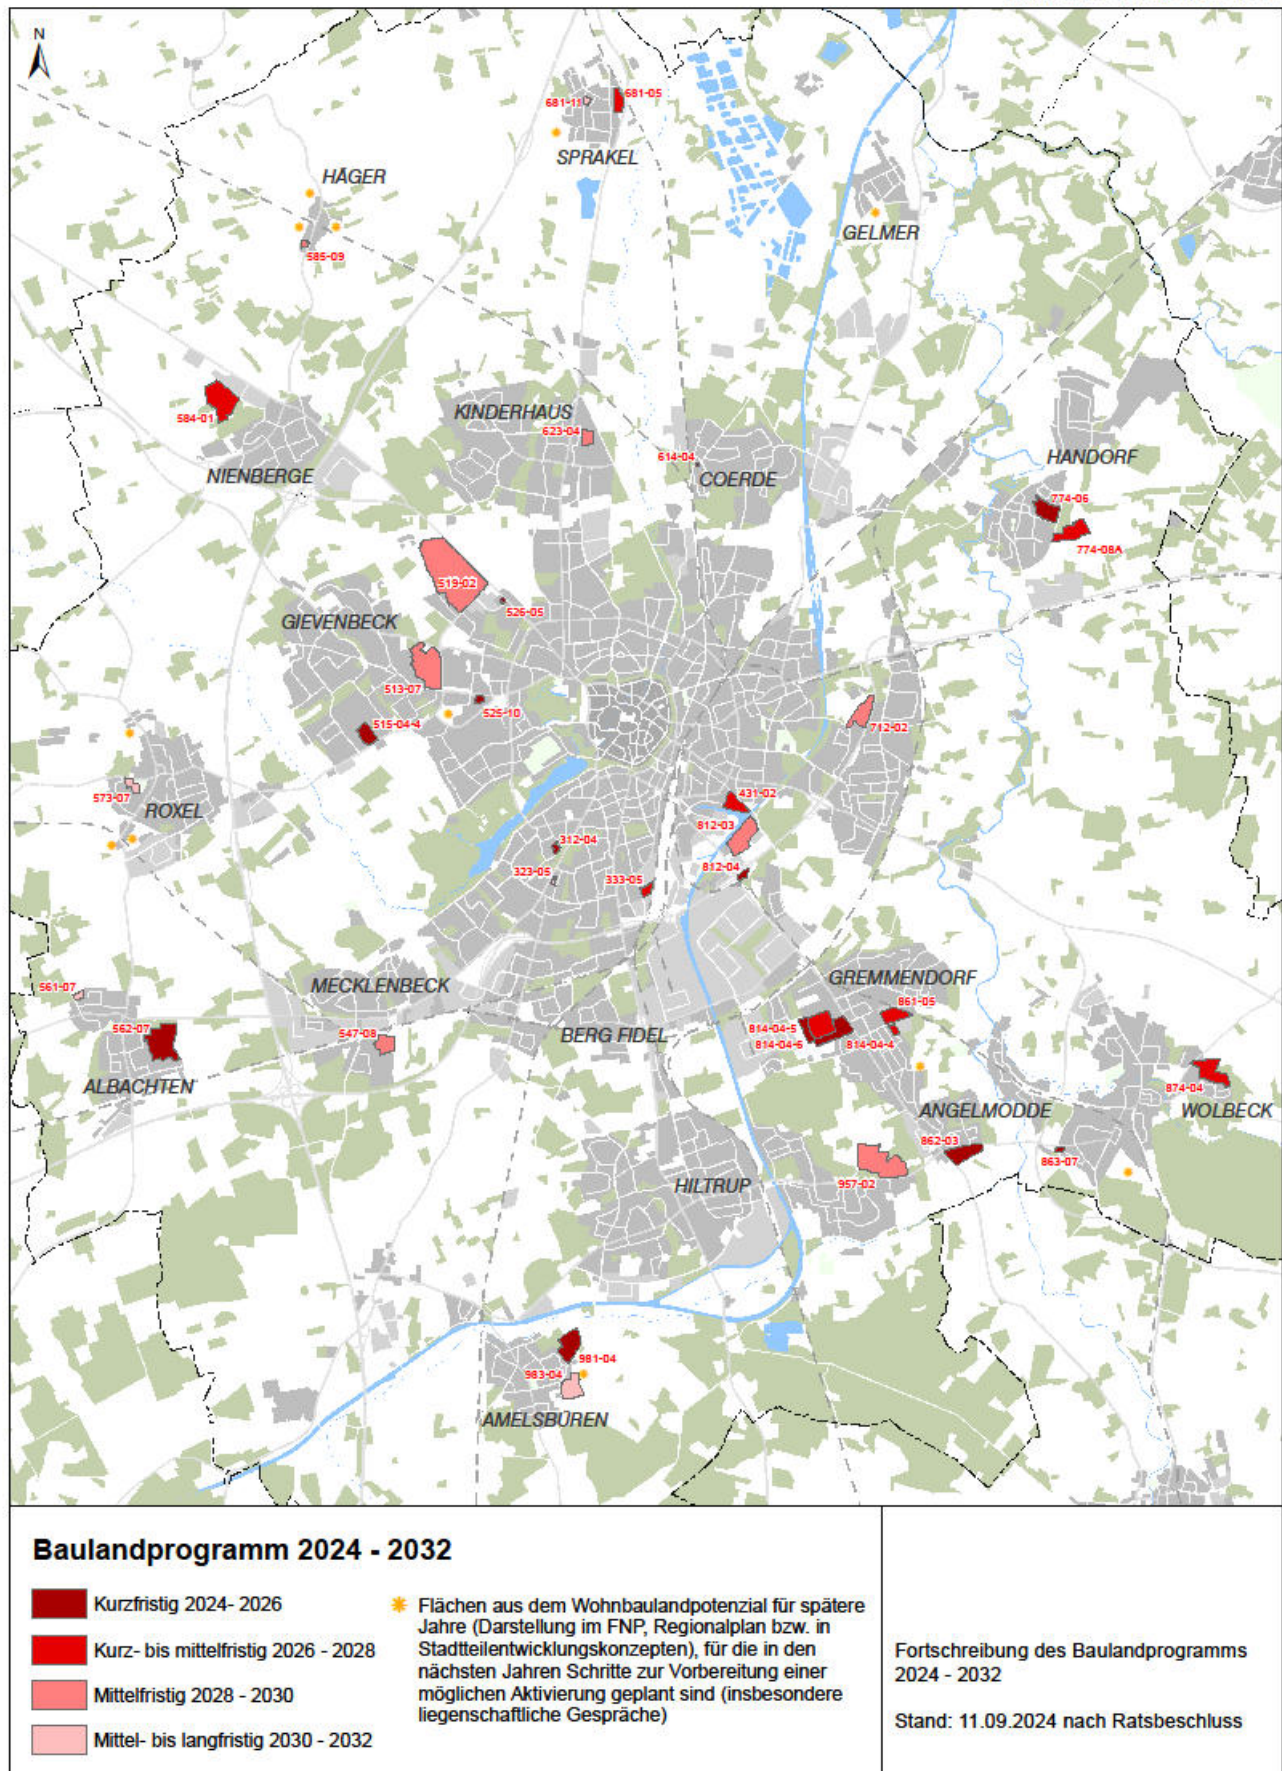 N
681-11
681-05
SPRAKEL
HÄGER
585-09
GELMER
584-01
NIENBERGE
KINDERHAUS
623-04
614-04
COERDE
HANDORF
774-06
774-08A
519-02
526-05
GIEVENBECK
513-07
525-10
515-04-4
712-02
573-07
ROXEL
431-02
812-03
312-04
323-05
333-05
812-04
GREMMENDORF
MECKLENBECK
561-07
562-07
547-08
ALBACHTEN
BERG FIDEL
861-05
814-04-5
814-04-6
814-04-4
874-04
WOLBECK
ANGELMODDE
862-03
863-07
957-02
HILTRUP
981-04
983-04
AMELSBÜREN
Baulandprogramm 2024 - 2032
Kurzfristig 2024- 2026
Kurz- bis mittelfristig 2026 - 2028
Mittelfristig 2028 - 2030
Mittel- bis langfristig 2030 - 2032
Flächen aus dem Wohnbaulandpotenzial für spätere
Jahre (Darstellung im FNP, Regionalplan bzw. in
Stadtteilentwicklungskonzepten), für die in den
nächsten Jahren Schritte zur Vorbereitung einer
möglichen Aktivierung geplant sind (insbesondere
liegenschaftliche Gespräche)
Fortschreibung des Baulandprogramms
2024 - 2032
Stand: 11.09.2024 nach Ratsbeschluss